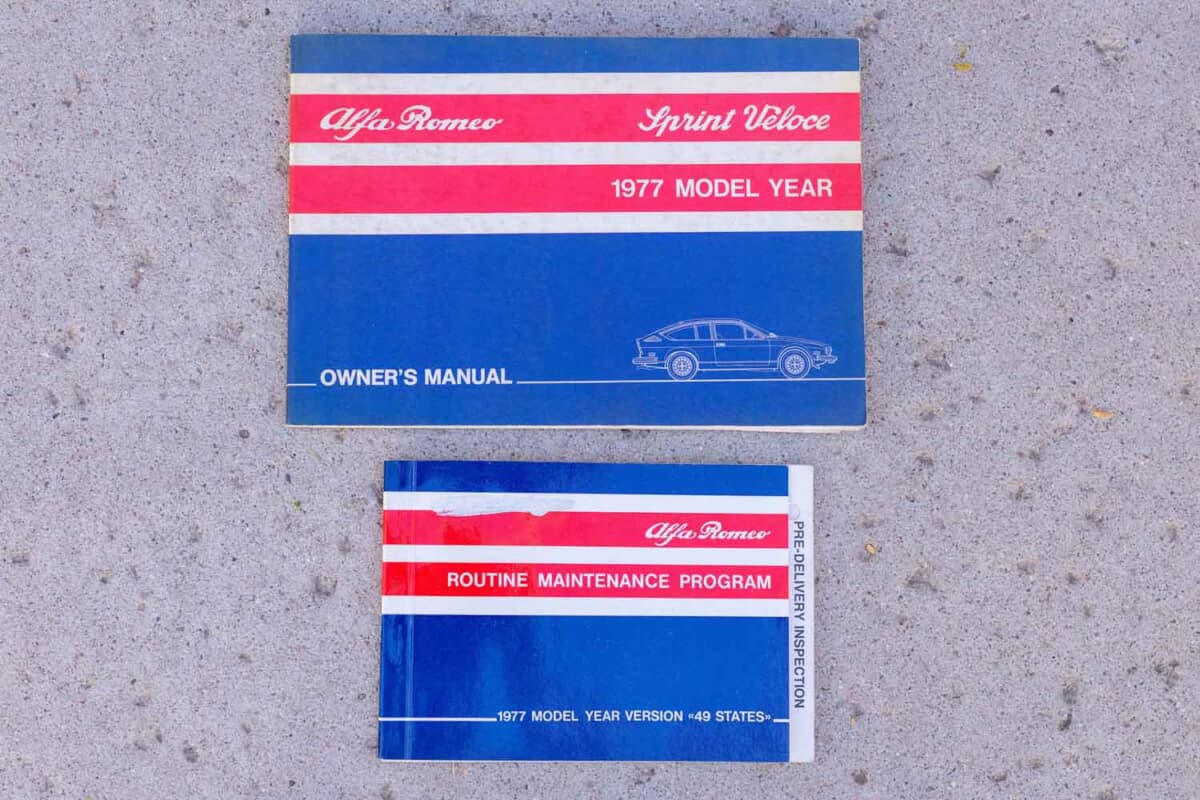 Alfa Romeo Sprint Veloce
1977 MODEL YEAR
OWNER'S MANUAL
Alfa Romeo
ROUTINE MAINTENANCE PROGRAM
1977 MODEL YEAR VERSION «49 STATES»
PRE-DELIVERY INSPECTION